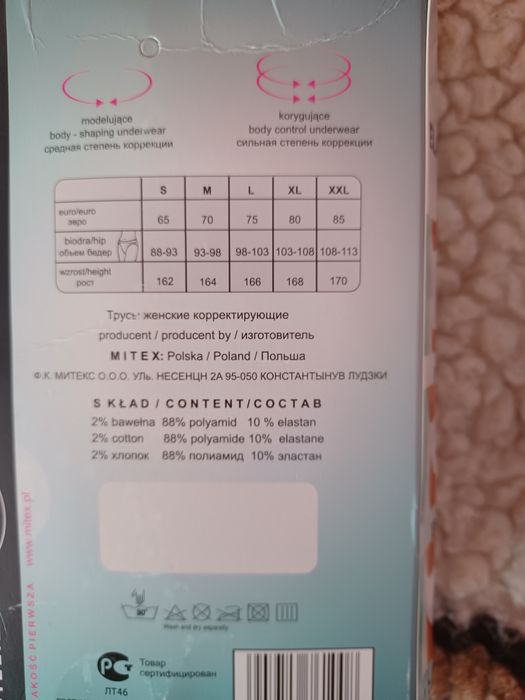 modelujące
body - shaping underwear
средная степень коррекции
korygujące
body control underwear
сильная степень коррекции
S M L XL XXL
euro/euro
эвро
65 70 75 80 85
biodra/hip
объем бедер
88-93 93-98 98-103 103-108 108-113
wzrost/height
рост
162 164 166 168 170
Трусы женские корректирующие
producent / producent by / изготовитель
MITEX: Polska / Poland / Польша
Ф.К. МИТЕКС О.О.О. УЛЬ. НЕСЕНЦН 2А 95-050 КОНСТАНТЫНУВ ЛУДЗКИ
SKŁAD / CONTENT/СОСТАВ
2% bawełna 88% polyamid 10 % elastan
2% cotton 88% polyamide 10% elastane
2% хлопок 88% полиамид 10% эластан
www.mitex.pl
JAKOŚĆ PIERWSZA
30°
Wash and dry separately
РСТ
Товар
сертифицирован
ЛТ46